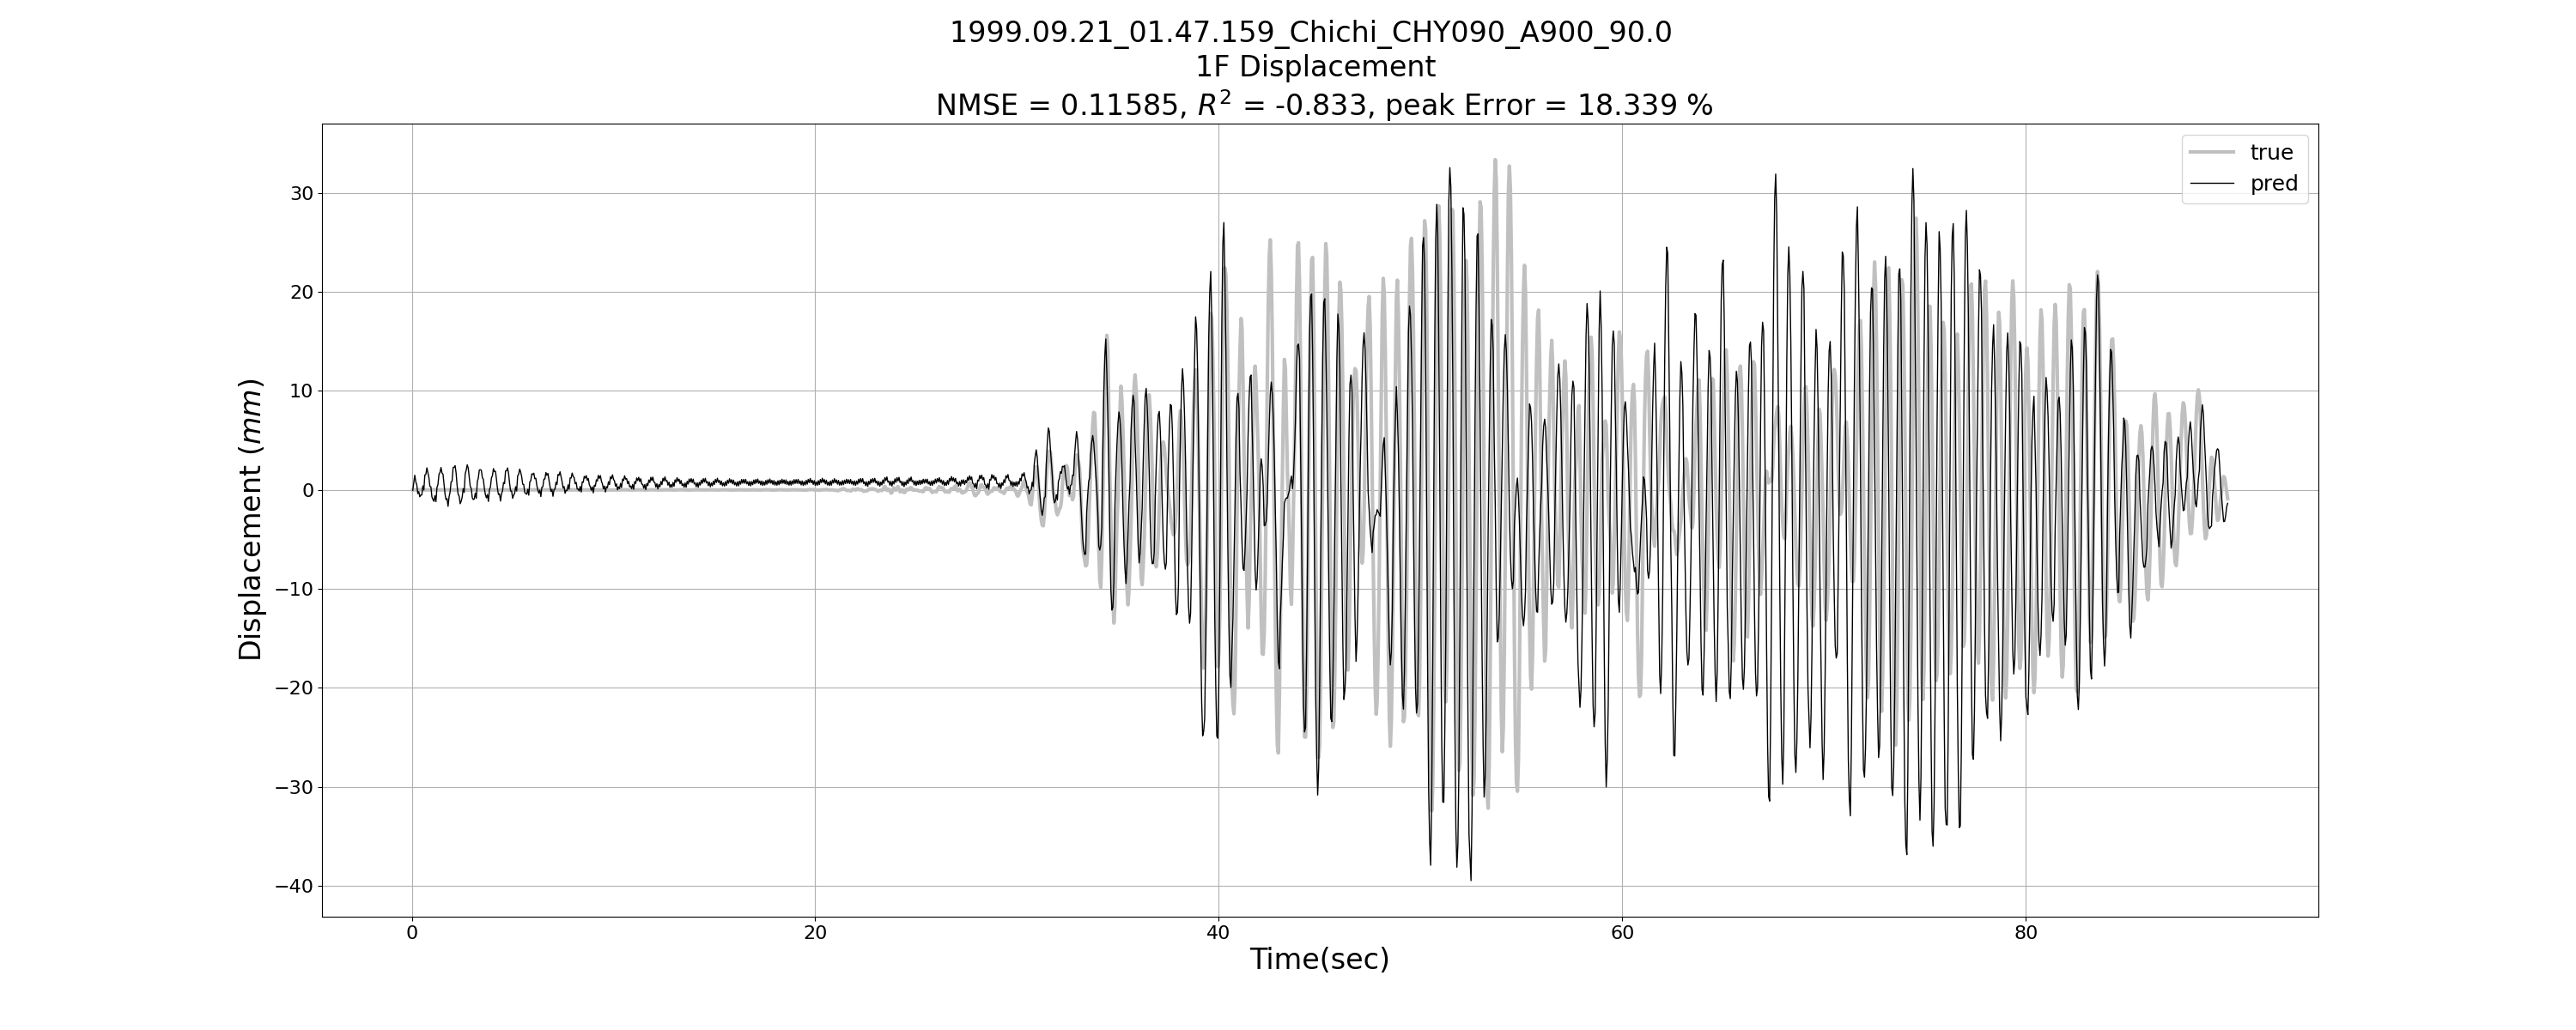 1999.09.21_01.47.159_Chichi_CHY090_A900_90.0
1F Displacement
NMSE = 0.11585, R² = -0.833, peak Error = 18.339 %
true
pred
30
20
10
0
−10
−20
−30
−40
Displacement (mm)
0 20 40 60 80
Time(sec)